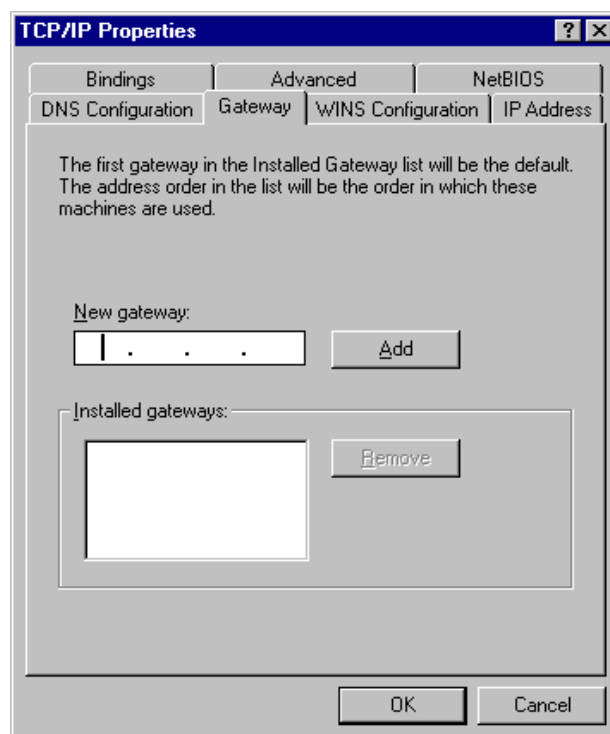 TCP/IP Properties
Bindings Advanced NetBIOS
DNS Configuration Gateway WINS Configuration IP Address
The first gateway in the Installed Gateway list will be the default.
The address order in the list will be the order in which these
machines are used.
New gateway:
. . .
Add
Installed gateways:
Remove
OK Cancel